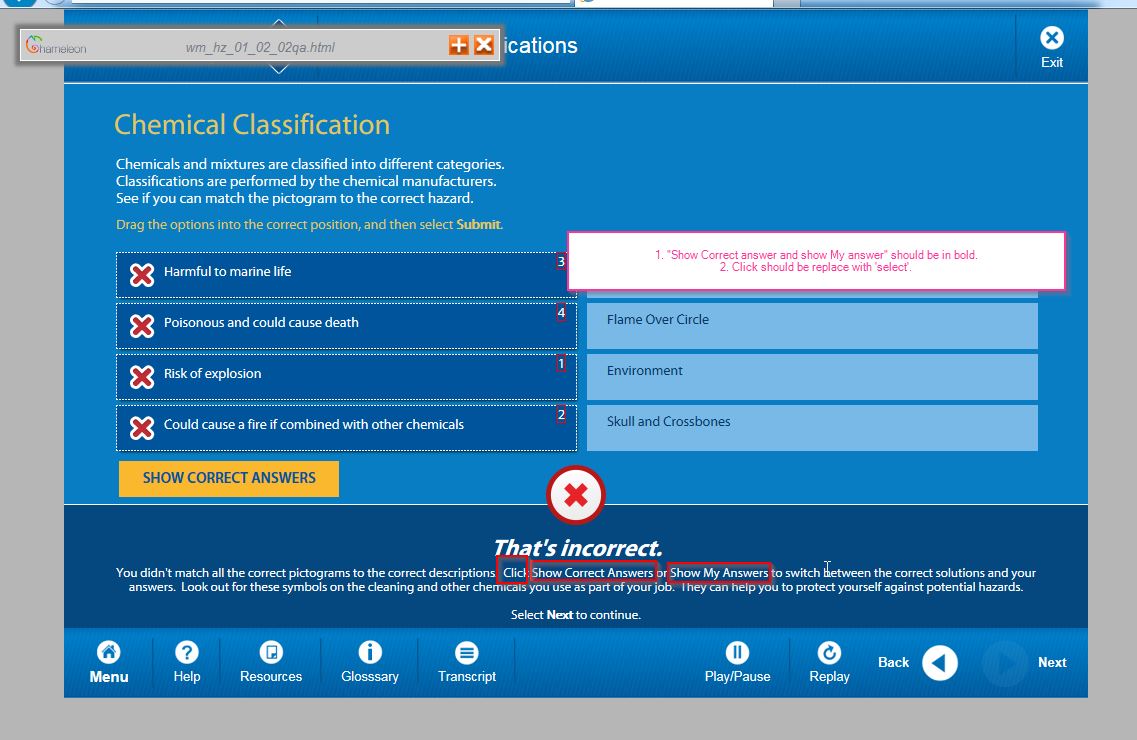 Chameleon
wm_hz_01_02_02qa.html
ications
Exit
Chemical Classification
Chemicals and mixtures are classified into different categories.
Classifications are performed by the chemical manufacturers.
See if you can match the pictogram to the correct hazard.
Drag the options into the correct position, and then select Submit.
1. "Show Correct answer and show My answer" should be in bold.
2. Click should be replace with 'select'.
Harmful to marine life 3
Poisonous and could cause death 4
Flame Over Circle
Risk of explosion 1
Environment
Could cause a fire if combined with other chemicals 2
Skull and Crossbones
SHOW CORRECT ANSWERS
That's incorrect.
You didn't match all the correct pictograms to the correct descriptions. Click Show Correct Answers or Show My Answers to switch between the correct solutions and your
answers. Look out for these symbols on the cleaning and other chemicals you use as part of your job. They can help you to protect yourself against potential hazards.
Select Next to continue.
Menu
Help
Resources
Glosssary
Transcript
Play/Pause
Replay
Back
Next